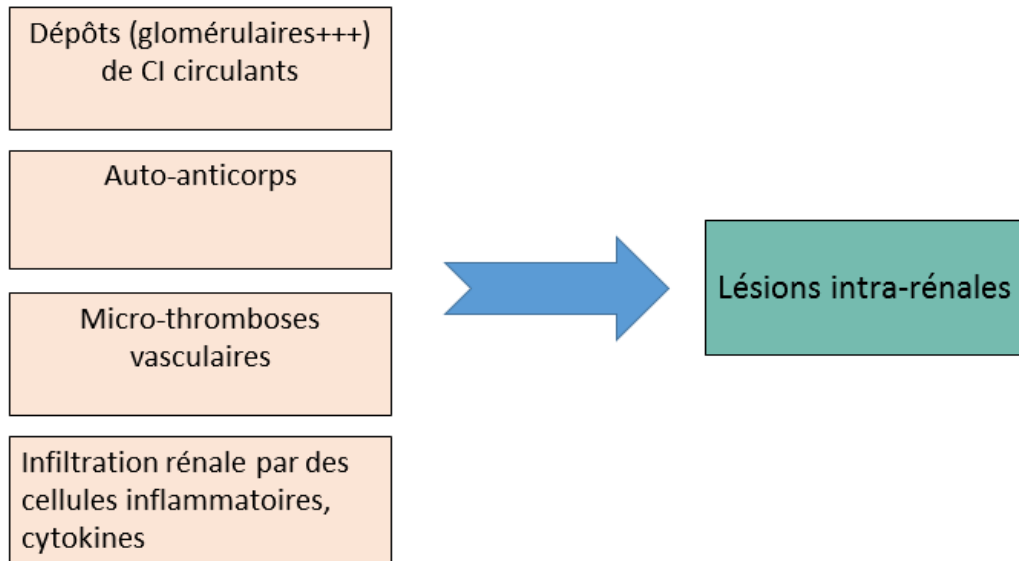 Dépôts (glomérulaires+++)
de CI circulants
Auto-anticorps
Micro-thromboses
vasculaires
Infiltration rénale par des
cellules inflammatoires,
cytokines
Lésions intra-rénales